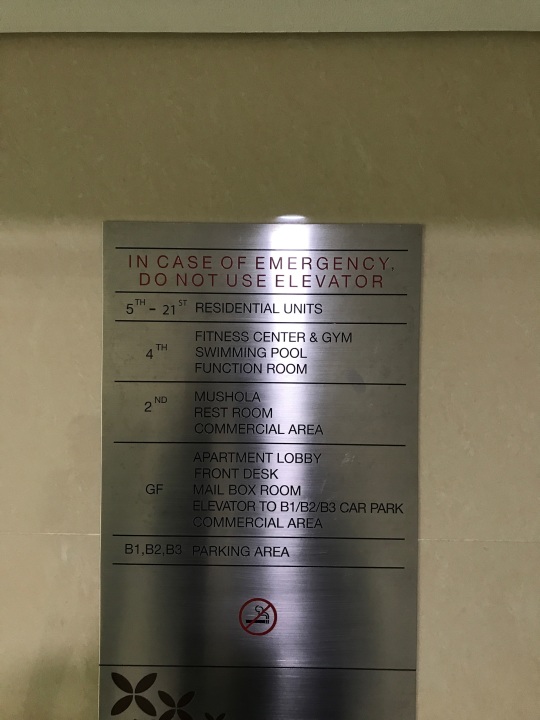 IN CASE OF EMERGENCY,
DO NOT USE ELEVATOR
5TH - 21ST RESIDENTIAL UNITS
4TH
FITNESS CENTER & GYM
SWIMMING POOL
FUNCTION ROOM
2ND
MUSHOLA
REST ROOM
COMMERCIAL AREA
GF
APARTMENT LOBBY
FRONT DESK
MAIL BOX ROOM
ELEVATOR TO B1/B2/B3 CAR PARK
COMMERCIAL AREA
B1,B2,B3 PARKING AREA